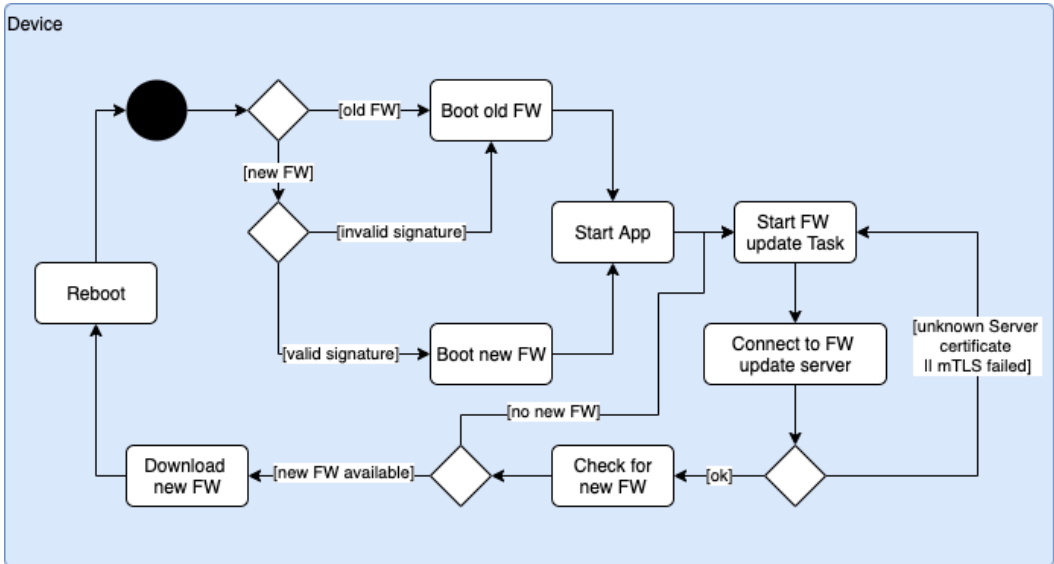 Device
[old FW]
Boot old FW
[new FW]
[invalid signature]
Start App
Start FW
update Task
Reboot
[valid signature]
Boot new FW
Connect to FW
update server
[unknown Server
certificate
|| mTLS failed]
[no new FW]
Download
new FW
[new FW available]
Check for
new FW
[ok]